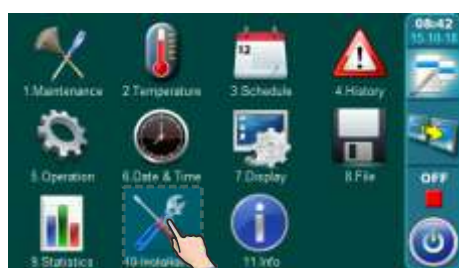 08:42
15.10.18
1.Maintenance
2.Temperature
3.Schedule
4.History
12
5.Operation
6.Date & Time
7.Display
8.File
OFF
9.Statistics
11.Info